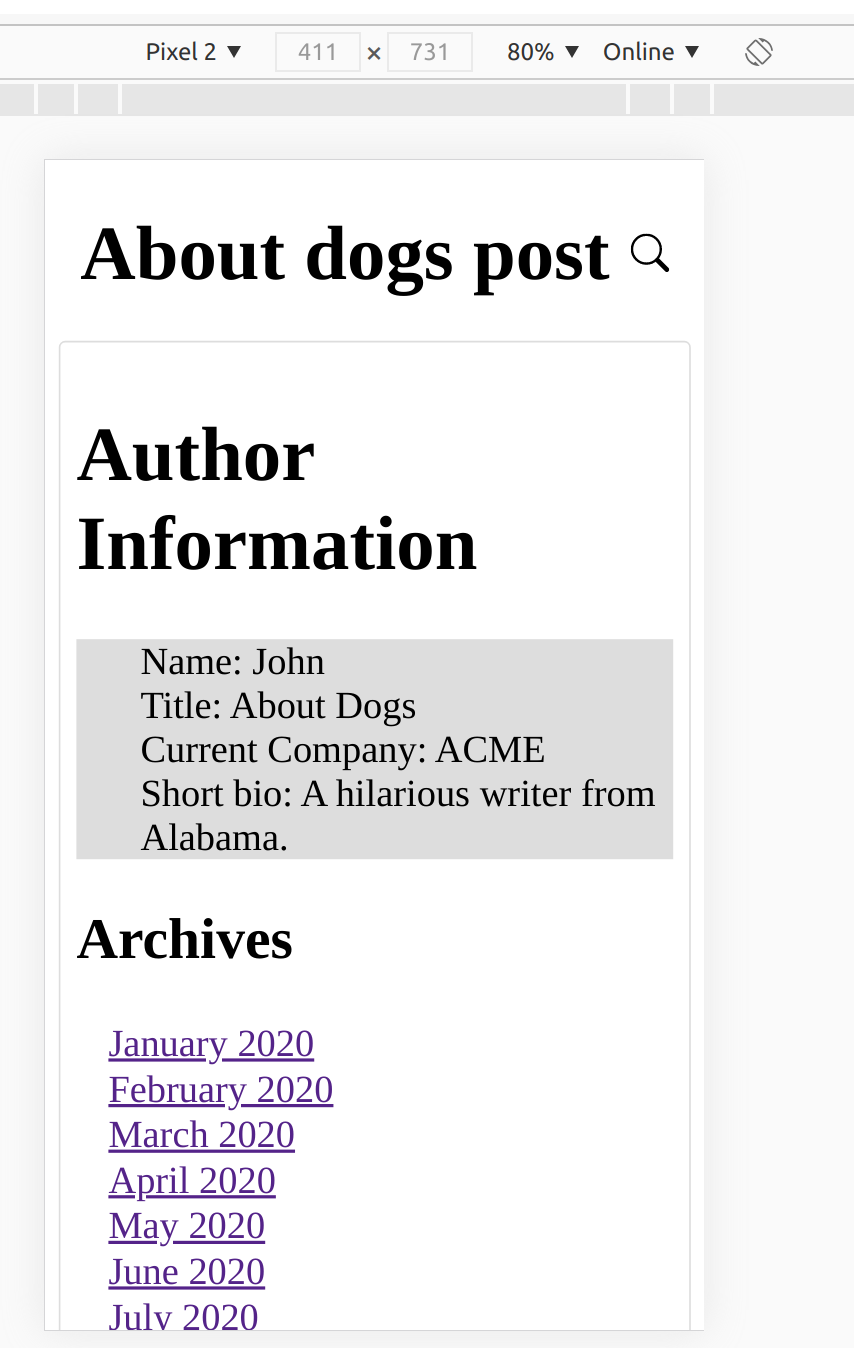 Pixel 2 ▼ 411 × 731 80% ▼ Online ▼
About dogs post
Author
Information
Name: John
Title: About Dogs
Current Company: ACME
Short bio: A hilarious writer from
Alabama.
Archives
January 2020
February 2020
March 2020
April 2020
May 2020
June 2020
July 2020